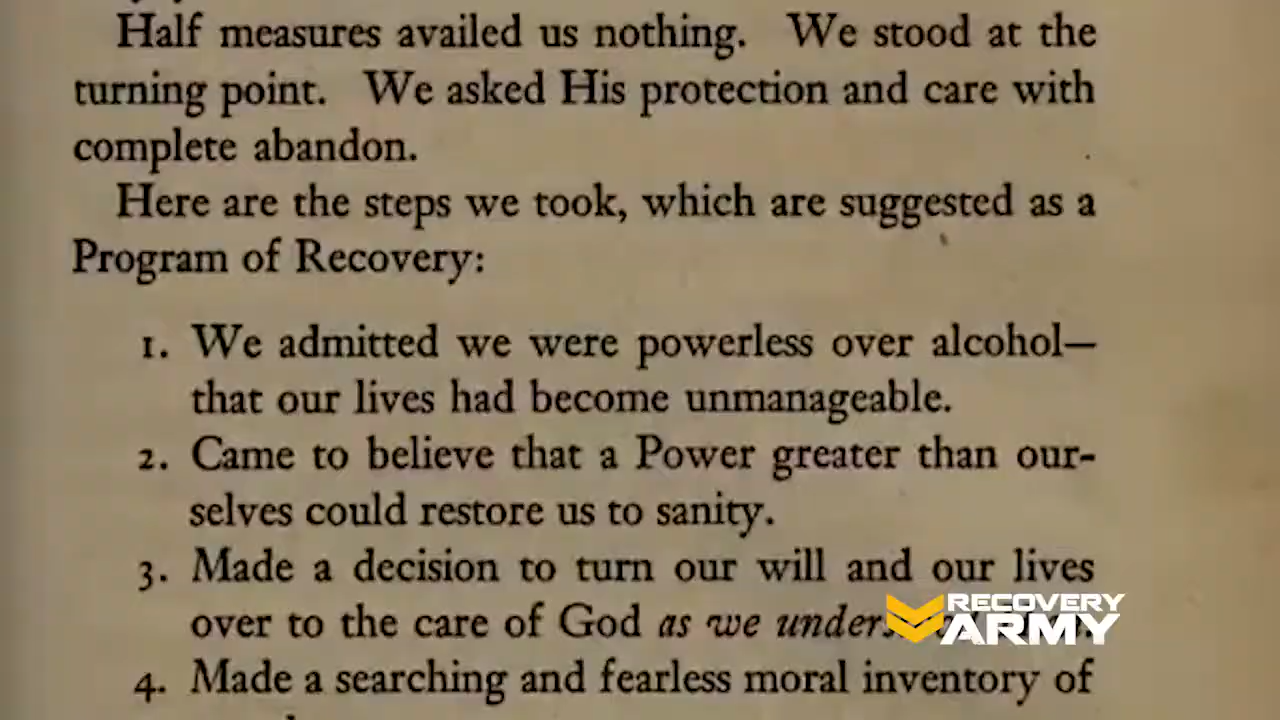 Half measures availed us nothing. We stood at the
turning point. We asked His protection and care with
complete abandon.
Here are the steps we took, which are suggested as a
Program of Recovery:
1. We admitted we were powerless over alcohol—
that our lives had become unmanageable.
2. Came to believe that a Power greater than our-
selves could restore us to sanity.
3. Made a decision to turn our will and our lives
over to the care of God as we
RECOVERY
ARMY
4. Made a searching and fearless moral inventory of